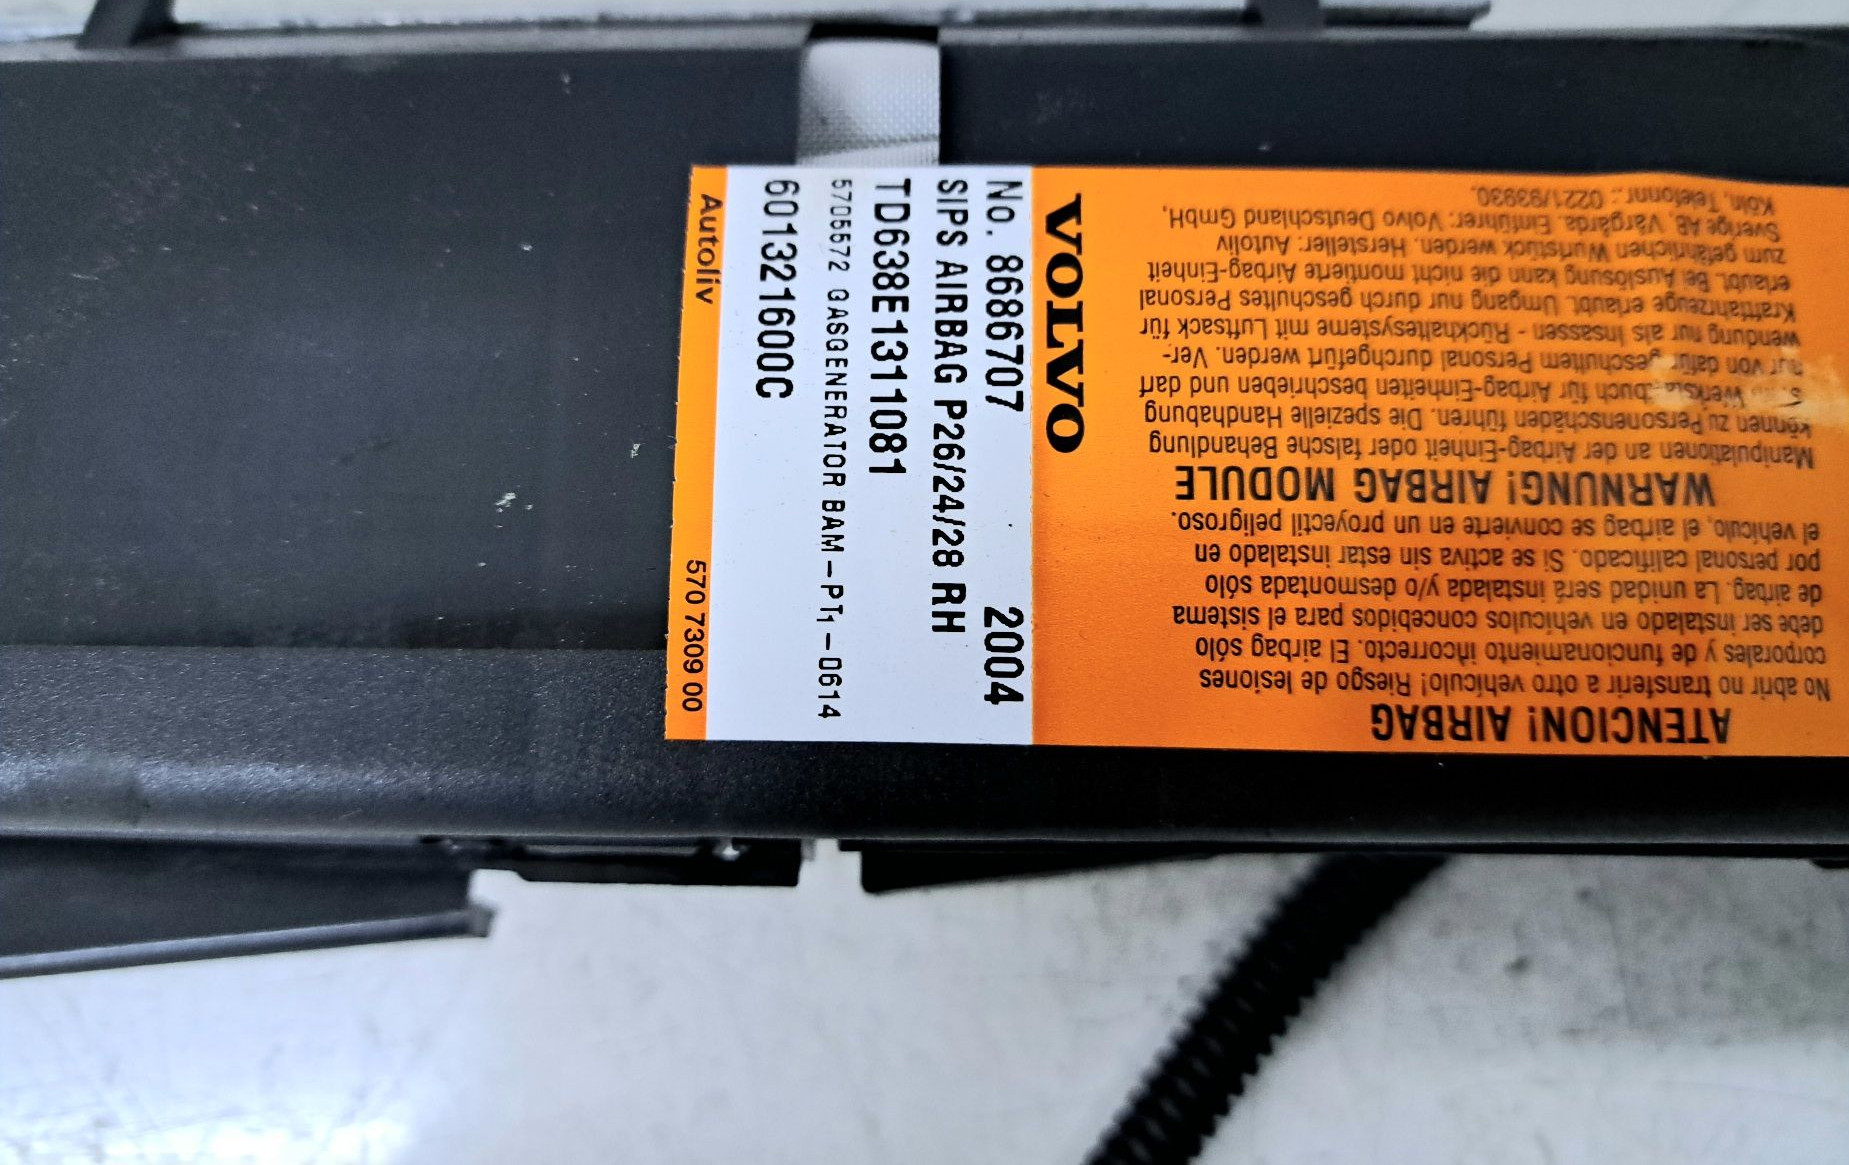 VOLVO
No. 8686707 2004
SIPS AIRBAG P26/24/28 RH
TD638E1311081
5705572 GASGENERATOR BAM-PT1-0614
601321600C
Autoliv 570 7309 00
ATENCION! AIRBAG
No abrir no transferir a otro vehículo! Riesgo de lesiones
corporales y de funcionamiento incorrecto. El airbag sólo
debe ser instalado en vehículos concebidos para el sistema
de airbag. La unidad será instalada y/o desmontada sólo
por personal calificado. Si se activa sin estar instalado en
el vehículo, el airbag se convierte en un proyectil peligroso.
WARNUNG! AIRBAG MODULE
Manipulationen an der Airbag-Einheit oder falsche Behandlung
können zu Personenschäden führen. Die spezielle Handhabung
buch für Airbag-Einheiten beschrieben und darf
nur von dafür geschultem Personal durchgefürt werden. Ver-
wendung nur als Insassen - Rückhaltesysteme mit Luftsack für
Kraftfahrzeuge erlaubt. Umgang nur durch geschultes Personal
erlaubt. Bei Auslösung kann die nicht montierte Airbag-Einheit
zum gefährlichen Wurfstück werden. Hersteller: Autoliv
Sverige AB, Vårgårda. Einführer: Volvo Deutschland GmbH,
Köln. Telefonnr.: 0221/93930.